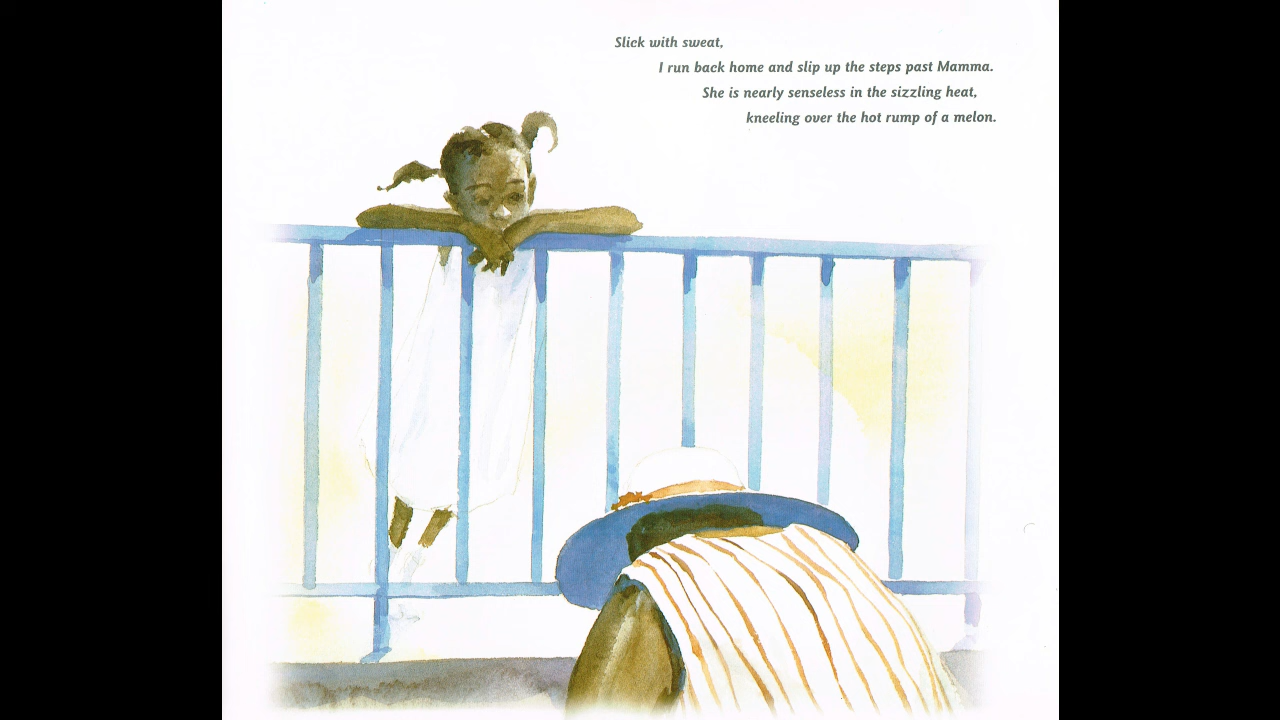 Slick with sweat,
I run back home and slip up the steps past Mamma.
She is nearly senseless in the sizzling heat,
kneeling over the hot rump of a melon.